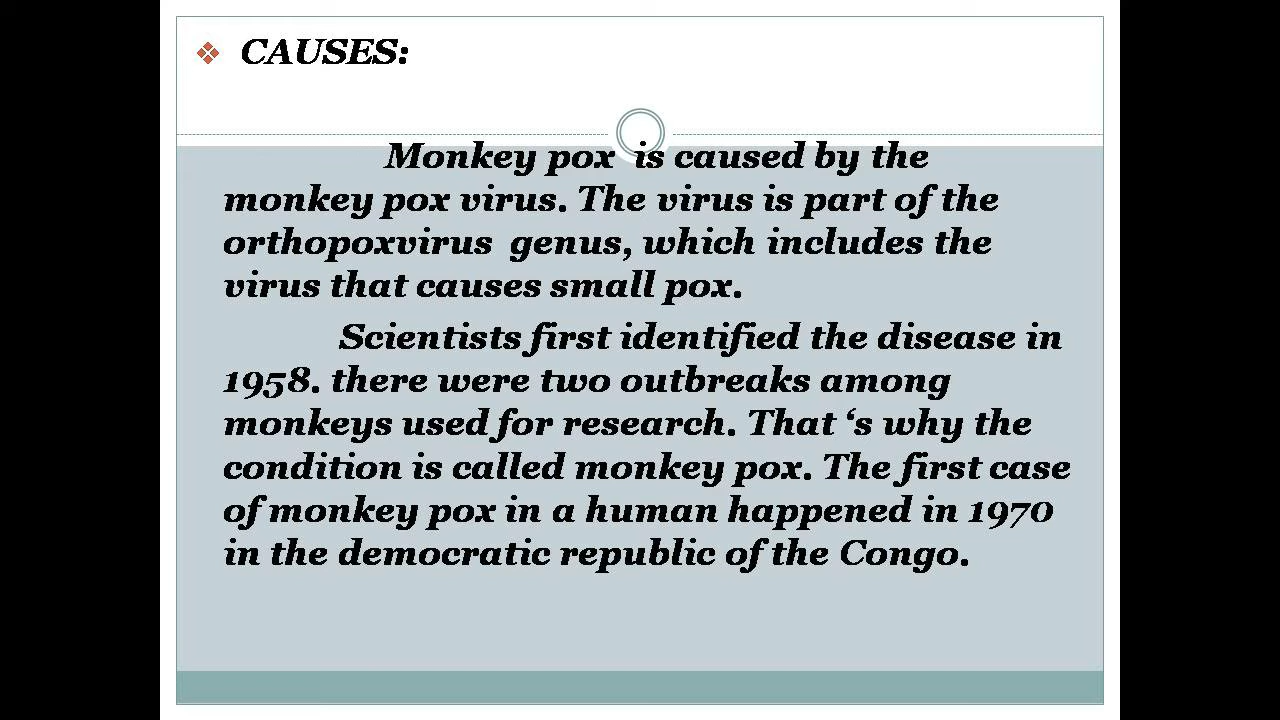 CAUSES:
Monkey pox is caused by the
monkey pox virus. The virus is part of the
orthopoxvirus genus, which includes the
virus that causes small pox.
Scientists first identified the disease in
1958. there were two outbreaks among
monkeys used for research. That ‘s why the
condition is called monkey pox. The first case
of monkey pox in a human happened in 1970
in the democratic republic of the Congo.